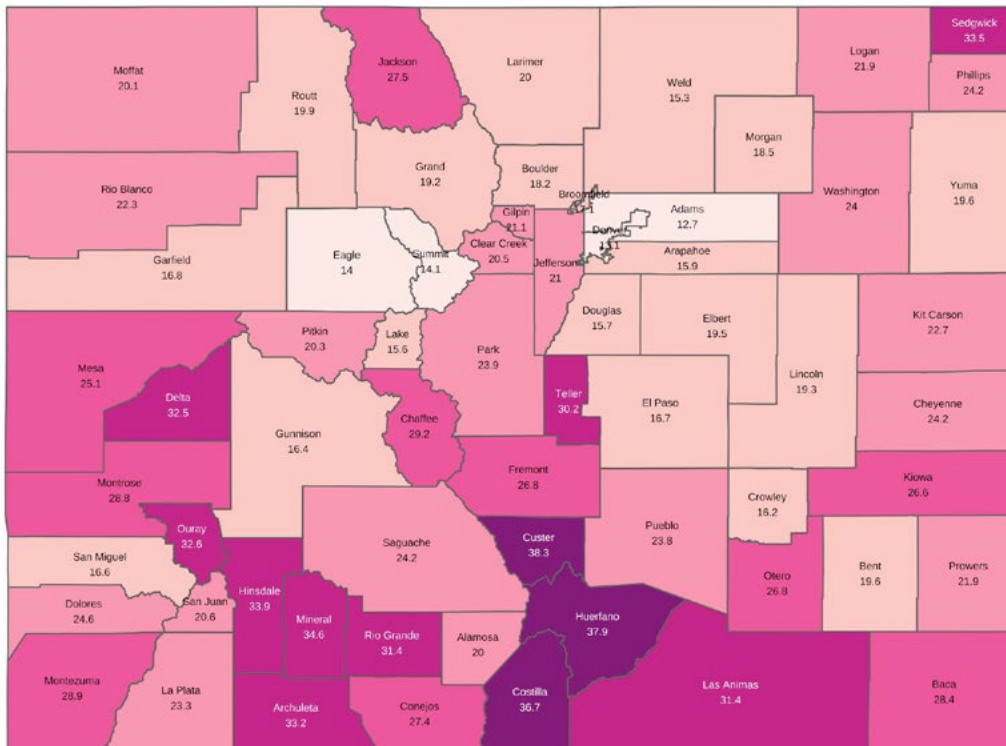 Sedgwick
33.5
Jackson
27.5
Larimer
20
Logan
21.9
Moffat
20.1
Phillips
24.2
Weld
15.3
Routt
19.9
Morgan
18.5
Grand
19.2
Boulder
18.2
Rio Blanco
22.3
Washington
24
Yuma
19.6
Broomfield
17.1
Gilpin
21.1
Adams
12.7
Denver
13.1
Eagle
14
Summit
14.1
Clear Creek
20.5
Garfield
16.8
Jefferson
21
Arapahoe
15.9
Douglas
15.7
Elbert
19.5
Kit Carson
22.7
Pitkin
20.3
Lake
15.6
Park
23.9
Mesa
25.1
Lincoln
19.3
Delta
32.5
Teller
30.2
El Paso
16.7
Cheyenne
24.2
Chaffee
29.2
Gunnison
16.4
Fremont
26.8
Kiowa
26.6
Montrose
28.8
Crowley
16.2
Ouray
32.6
Pueblo
23.8
Custer
38.3
Saguache
24.2
San Miguel
16.6
Otero
26.8
Bent
19.6
Prowers
21.9
Hinsdale
33.9
Dolores
24.6
San Juan
20.6
Mineral
34.6
Huerfano
37.9
Rio Grande
31.4
Alamosa
20
Montezuma
28.9
La Plata
23.3
Archuleta
33.2
Conejos
27.4
Costilla
36.7
Las Animas
31.4
Baca
28.4